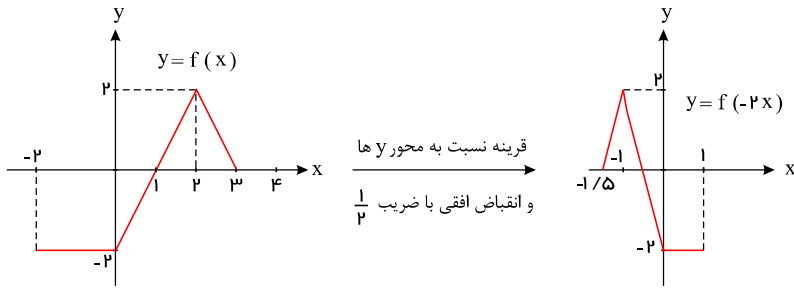 y
y = f (x)
۲
-۲
۱
۲
۳
۴
x
-۲
قرینه نسبت به محور y ها
و انقباض افقی با ضریب ۱/۲
y
۲
y = f (-۲x)
-۱/۵
-۱
۱
x
-۲